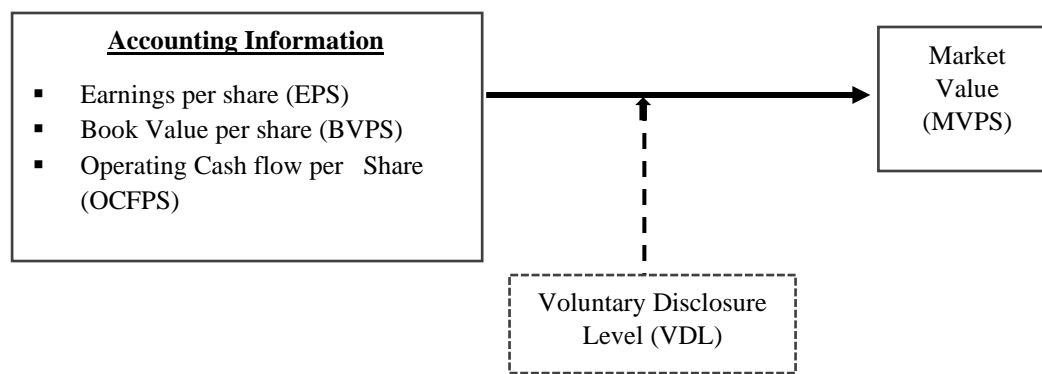 Accounting Information
▪ Earnings per share (EPS)
▪ Book Value per share (BVPS)
▪ Operating Cash flow per Share
(OCFPS)
Market
Value
(MVPS)
Voluntary Disclosure
Level (VDL)